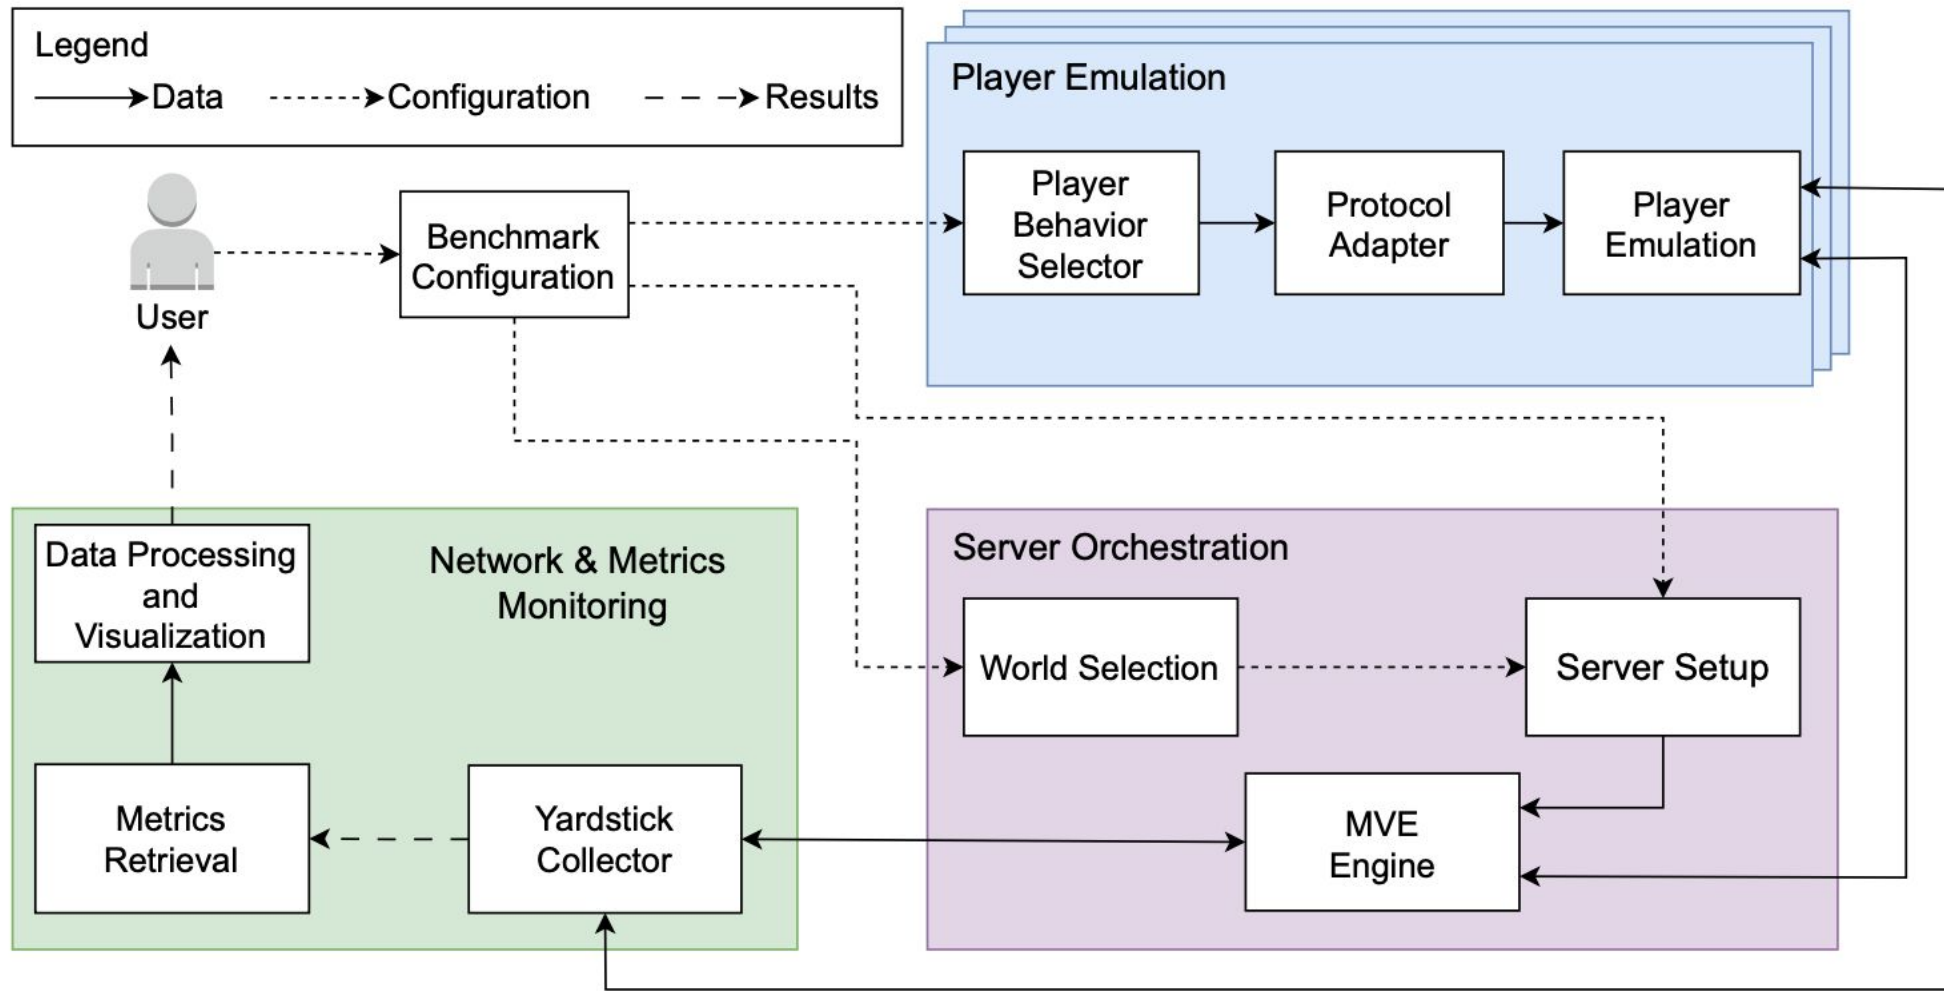 Legend
Data
Configuration
Results
Player Emulation
Player
Behavior
Selector
Protocol
Adapter
Player
Emulation
Benchmark
Configuration
User
Network & Metrics
Monitoring
Data Processing
and
Visualization
Metrics
Retrieval
Yardstick
Collector
Server Orchestration
World Selection
Server Setup
MVE
Engine